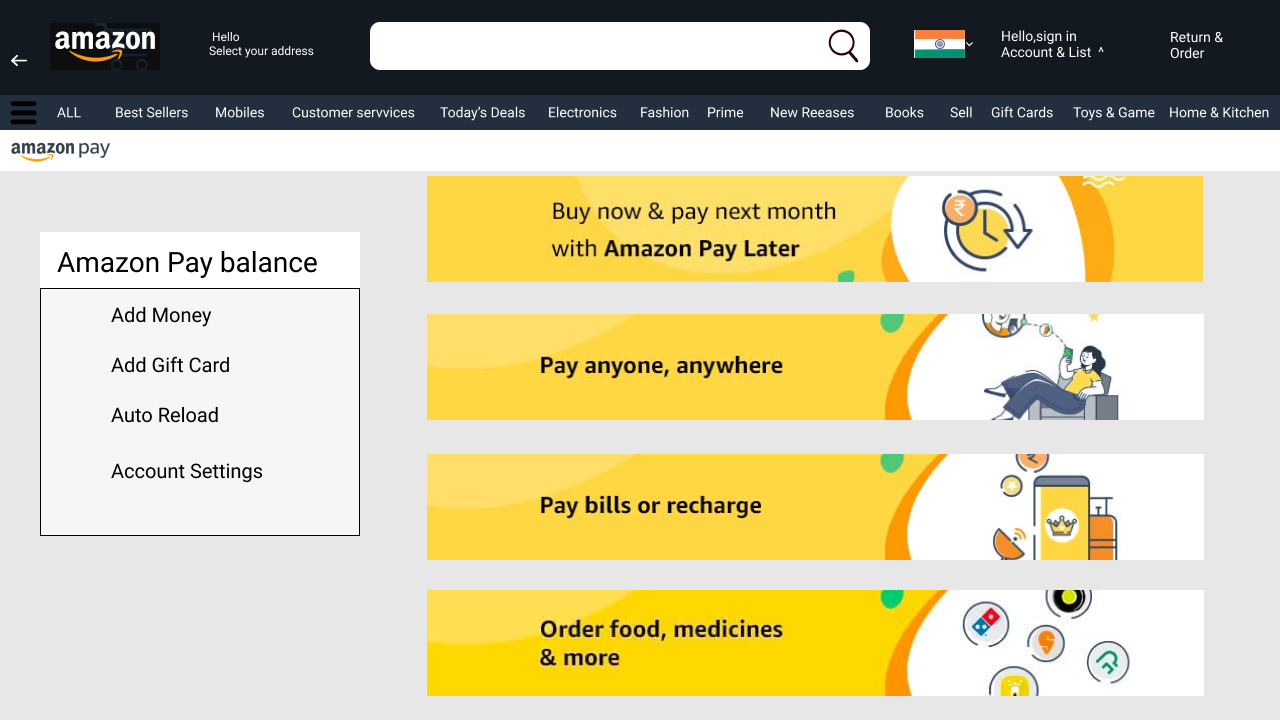 amazon
Hello
Select your address
Hello,sign in
Account & List ^
Return &
Order
ALL Best Sellers Mobiles Customer servvices Today's Deals Electronics Fashion Prime New Reeases Books Sell Gift Cards Toys & Game Home & Kitchen
amazon pay
Amazon Pay balance
Add Money
Add Gift Card
Auto Reload
Account Settings
Buy now & pay next month
with Amazon Pay Later
₹
Pay anyone, anywhere
Pay bills or recharge
₹
Order food, medicines
& more